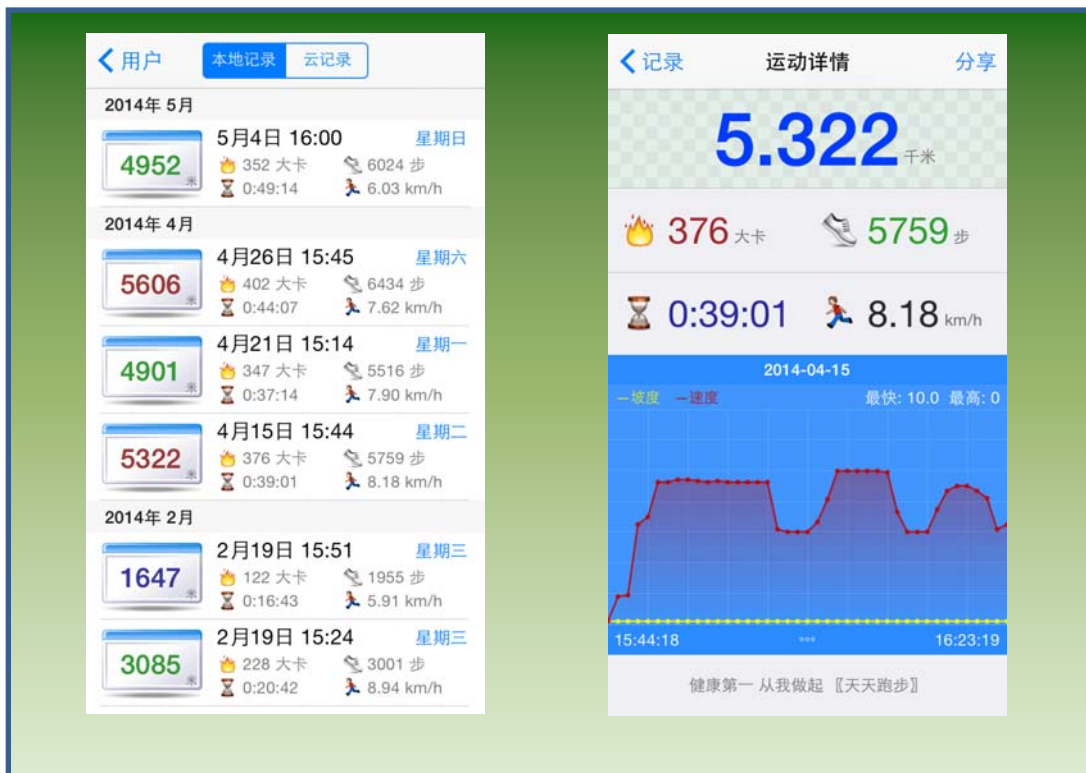 用户
本地记录 云记录
2014年 5月
4952 米
5月4日 16:00 星期日
352 大卡 6024 步
0:49:14 6.03 km/h
2014年 4月
5606 米
4月26日 15:45 星期六
402 大卡 6434 步
0:44:07 7.62 km/h
4901 米
4月21日 15:14 星期一
347 大卡 5516 步
0:37:14 7.90 km/h
5322 米
4月15日 15:44 星期二
376 大卡 5759 步
0:39:01 8.18 km/h
2014年 2月
1647 米
2月19日 15:51 星期三
122 大卡 1955 步
0:16:43 5.91 km/h
3085 米
2月19日 15:24 星期三
228 大卡 3001 步
0:20:42 8.94 km/h
记录 运动详情 分享
5.322 千米
376 大卡 5759 步
0:39:01 8.18 km/h
2014-04-15
坡度 速度 最快: 10.0 最高: 0
15:44:18 16:23:19
健康第一 从我做起 〖天天跑步〗